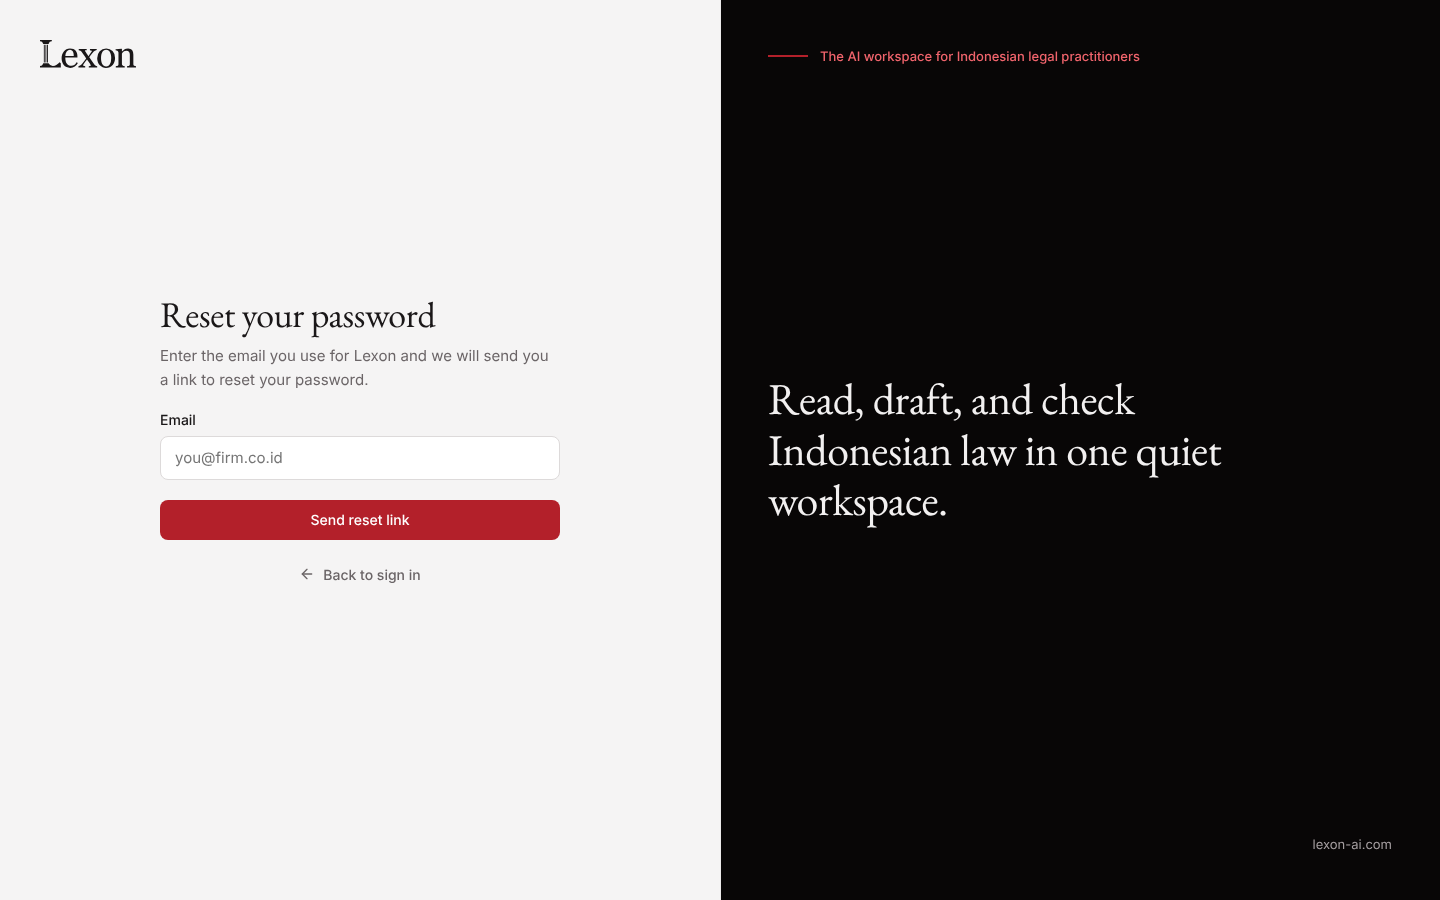 Lexon
Reset your password
Enter the email you use for Lexon and we will send you
a link to reset your password.
Email
you@firm.co.id
Send reset link
Back to sign in
The AI workspace for Indonesian legal practitioners
Read, draft, and check
Indonesian law in one quiet
workspace.
lexon-ai.com